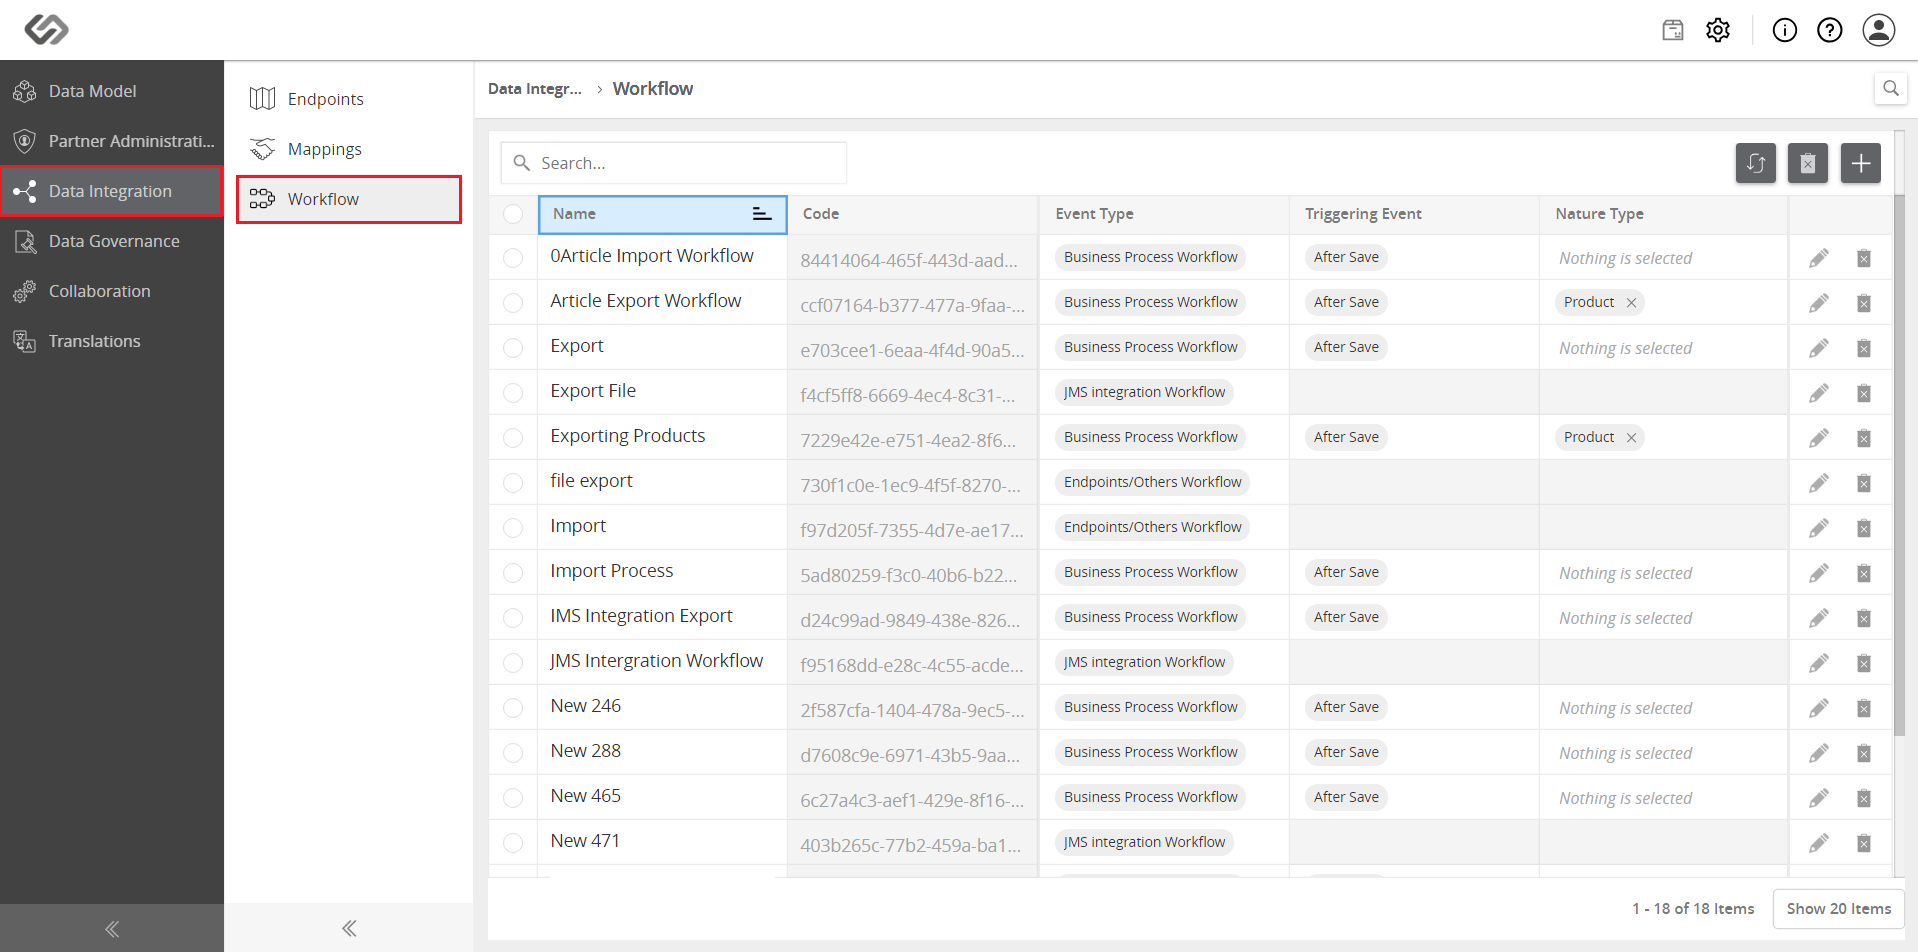 Data Model
Partner Administrati...
Data Integration
Data Governance
Collaboration
Translations
Endpoints
Mappings
Workflow
Data Integr... › Workflow
Search...
Name Code Event Type Triggering Event Nature Type
0Article Import Workflow 84414064-465f-443d-aad... Business Process Workflow After Save Nothing is selected
Article Export Workflow ccf07164-b377-477a-9faa-... Business Process Workflow After Save Product ×
Export e703cee1-6eaa-4f4d-90a5... Business Process Workflow After Save Nothing is selected
Export File f4cf5ff8-6669-4ec4-8c31-... JMS integration Workflow
Exporting Products 7229e42e-e751-4ea2-8f6... Business Process Workflow After Save Product ×
file export 730f1c0e-1ec9-4f5f-8270-... Endpoints/Others Workflow
Import f97d205f-7355-4d7e-ae17... Endpoints/Others Workflow
Import Process 5ad80259-f3c0-40b6-b22... Business Process Workflow After Save Nothing is selected
IMS Integration Export d24c99ad-9849-438e-826... Business Process Workflow After Save Nothing is selected
JMS Intergration Workflow f95168dd-e28c-4c55-acde... JMS integration Workflow
New 246 2f587cfa-1404-478a-9ec5-... Business Process Workflow After Save Nothing is selected
New 288 d7608c9e-6971-43b5-9aa... Business Process Workflow After Save Nothing is selected
New 465 6c27a4c3-aef1-429e-8f16-... Business Process Workflow After Save Nothing is selected
New 471 403b265c-77b2-459a-ba1... JMS integration Workflow
1 - 18 of 18 Items Show 20 Items